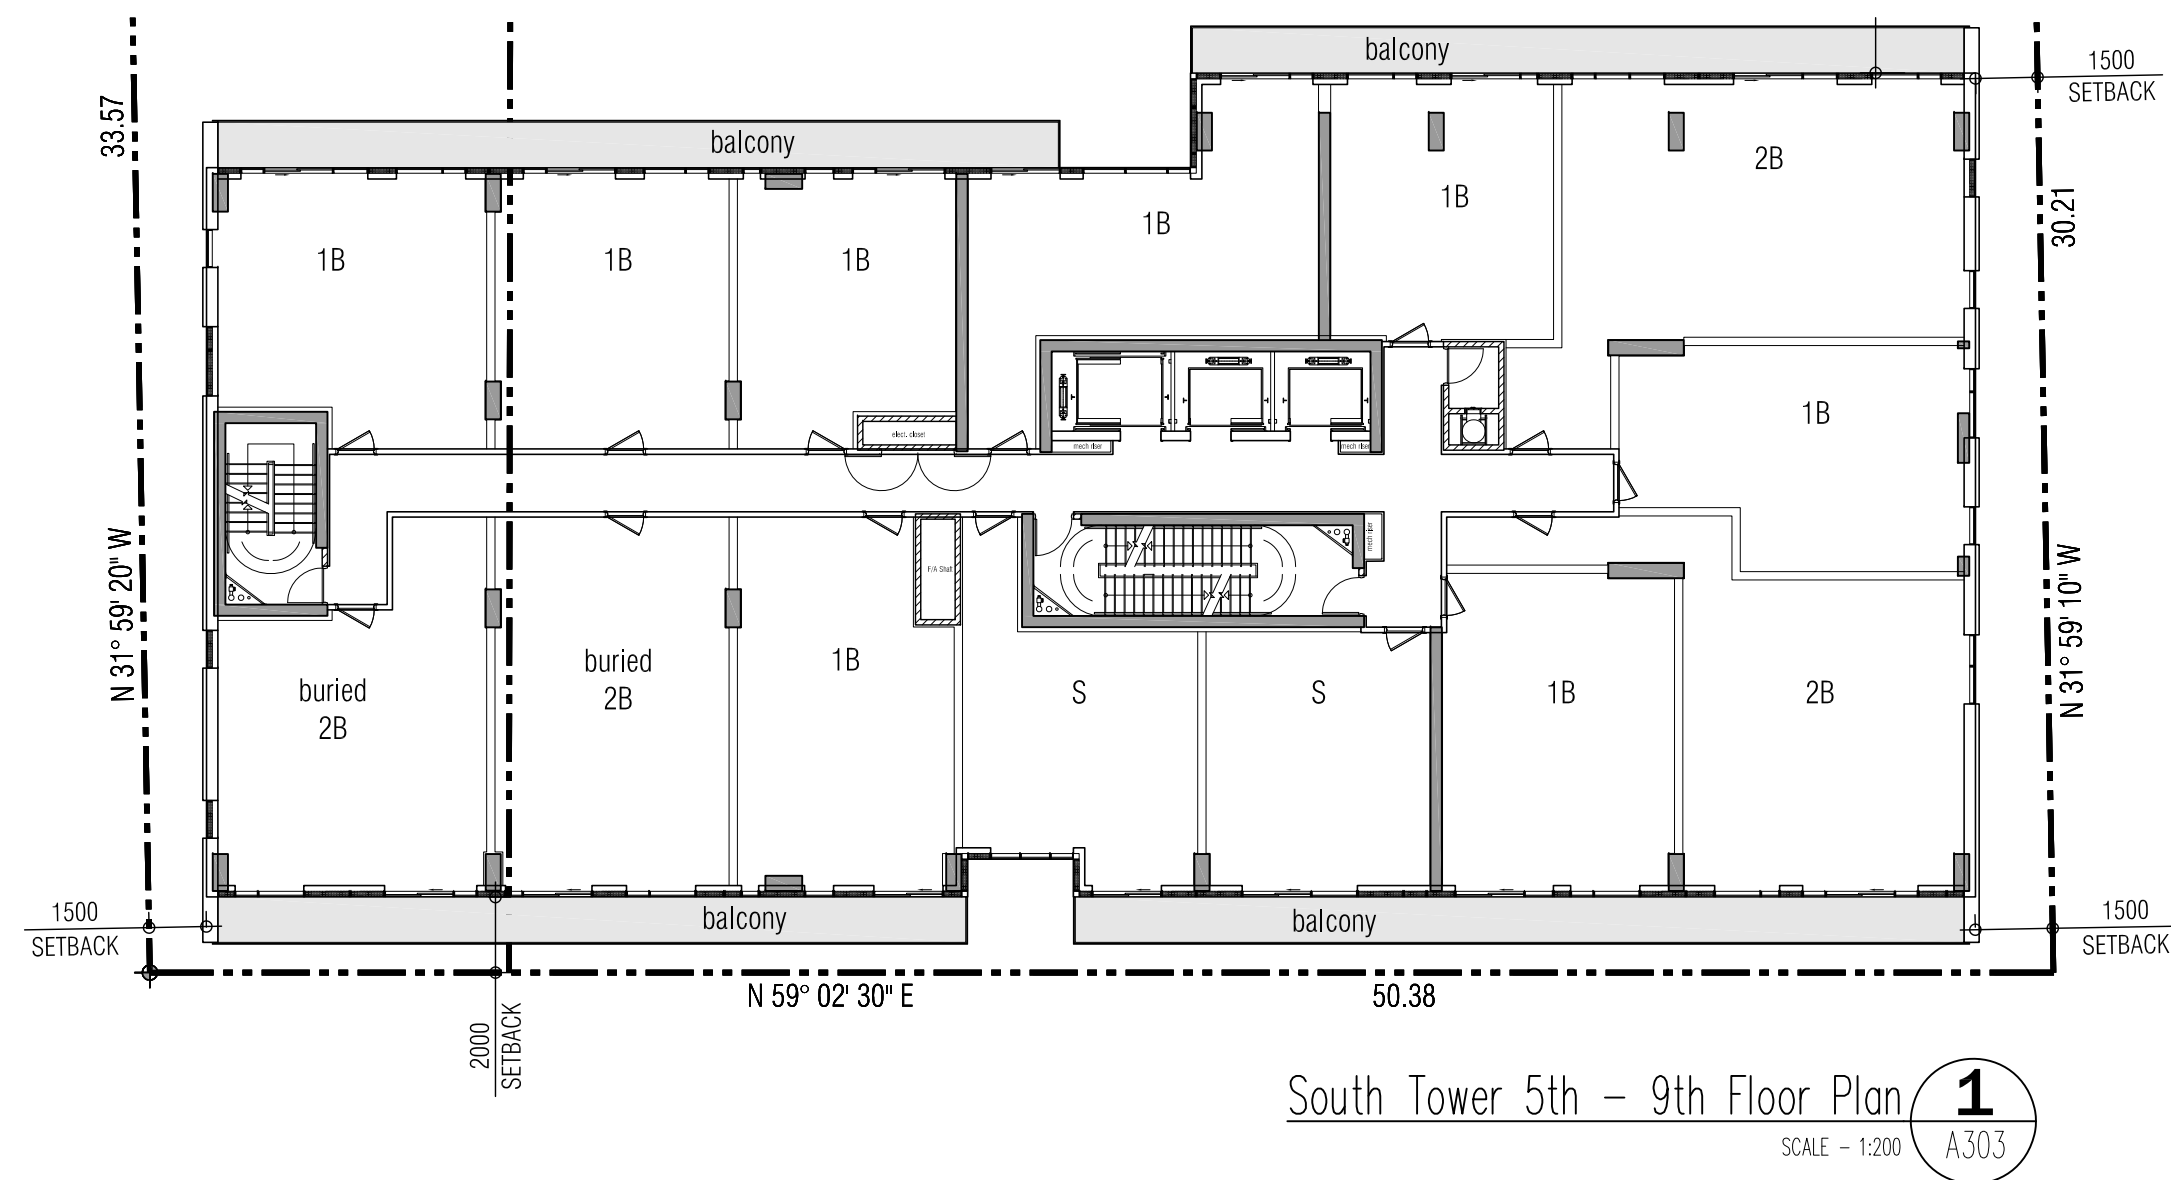 balcony
1500
SETBACK
33.57
balcony
2B
1B
1B
30.21
1B
1B
1B
1B
elect. closet
mech riser
mech riser
mech riser
F/A Shaft
N 31° 59' 20" W
N 31° 59' 10" W
buried
2B
buried
2B
1B
S
S
1B
2B
1500
SETBACK
balcony
balcony
1500
SETBACK
N 59° 02' 30" E
50.38
2000
SETBACK
South Tower 5th – 9th Floor Plan
1
SCALE – 1:200
A303